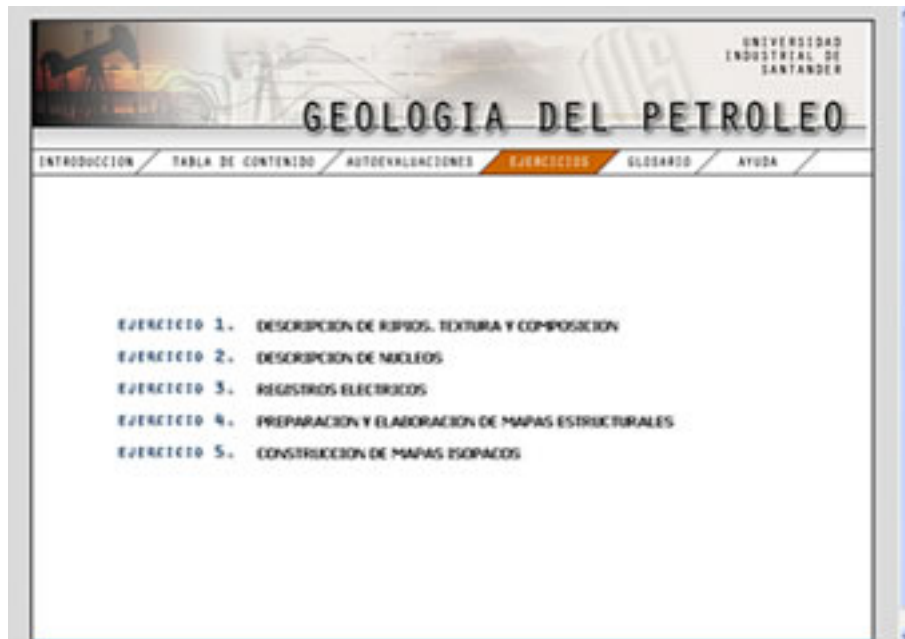 UNIVERSIDAD
INDUSTRIAL DE
SANTANDER
GEOLOGIA DEL PETROLEO
INTRODUCCION / TABLA DE CONTENIDO / AUTOEVALUACIONES / EJERCICIOS / GLOSARIO / AYUDA /
EJERCICIO 1. DESCRIPCION DE RIPIOS. TEXTURA Y COMPOSICION
EJERCICIO 2. DESCRIPCION DE NUCLEOS
EJERCICIO 3. REGISTROS ELECTRICOS
EJERCICIO 4. PREPARACION Y ELABORACION DE MAPAS ESTRUCTURALES
EJERCICIO 5. CONSTRUCCION DE MAPAS ISOPACOS